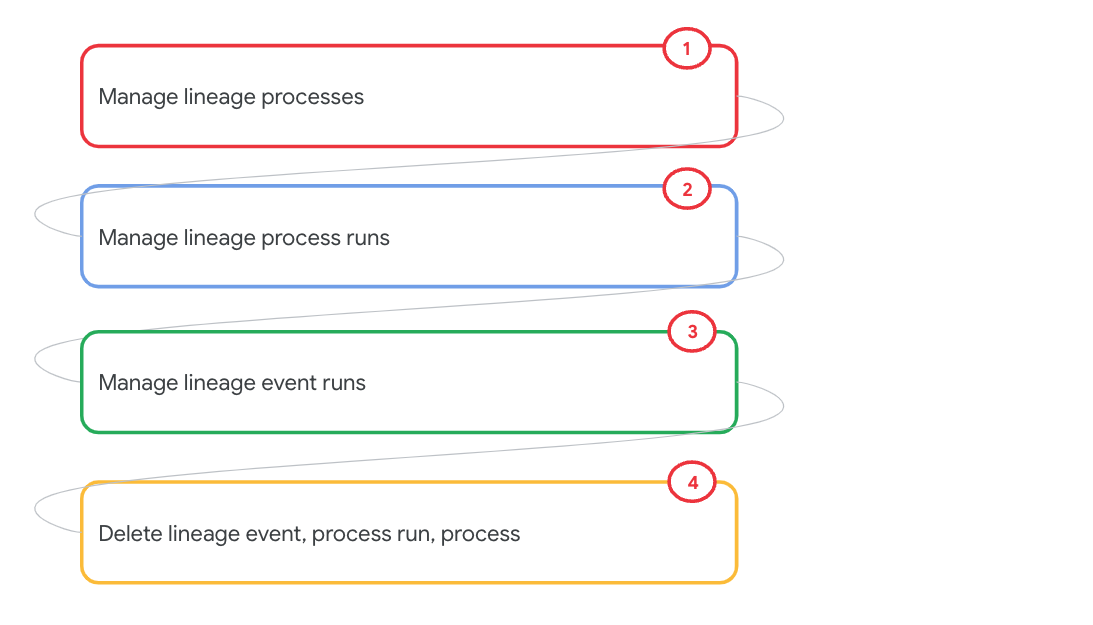 1
Manage lineage processes
2
Manage lineage process runs
3
Manage lineage event runs
4
Delete lineage event, process run, process